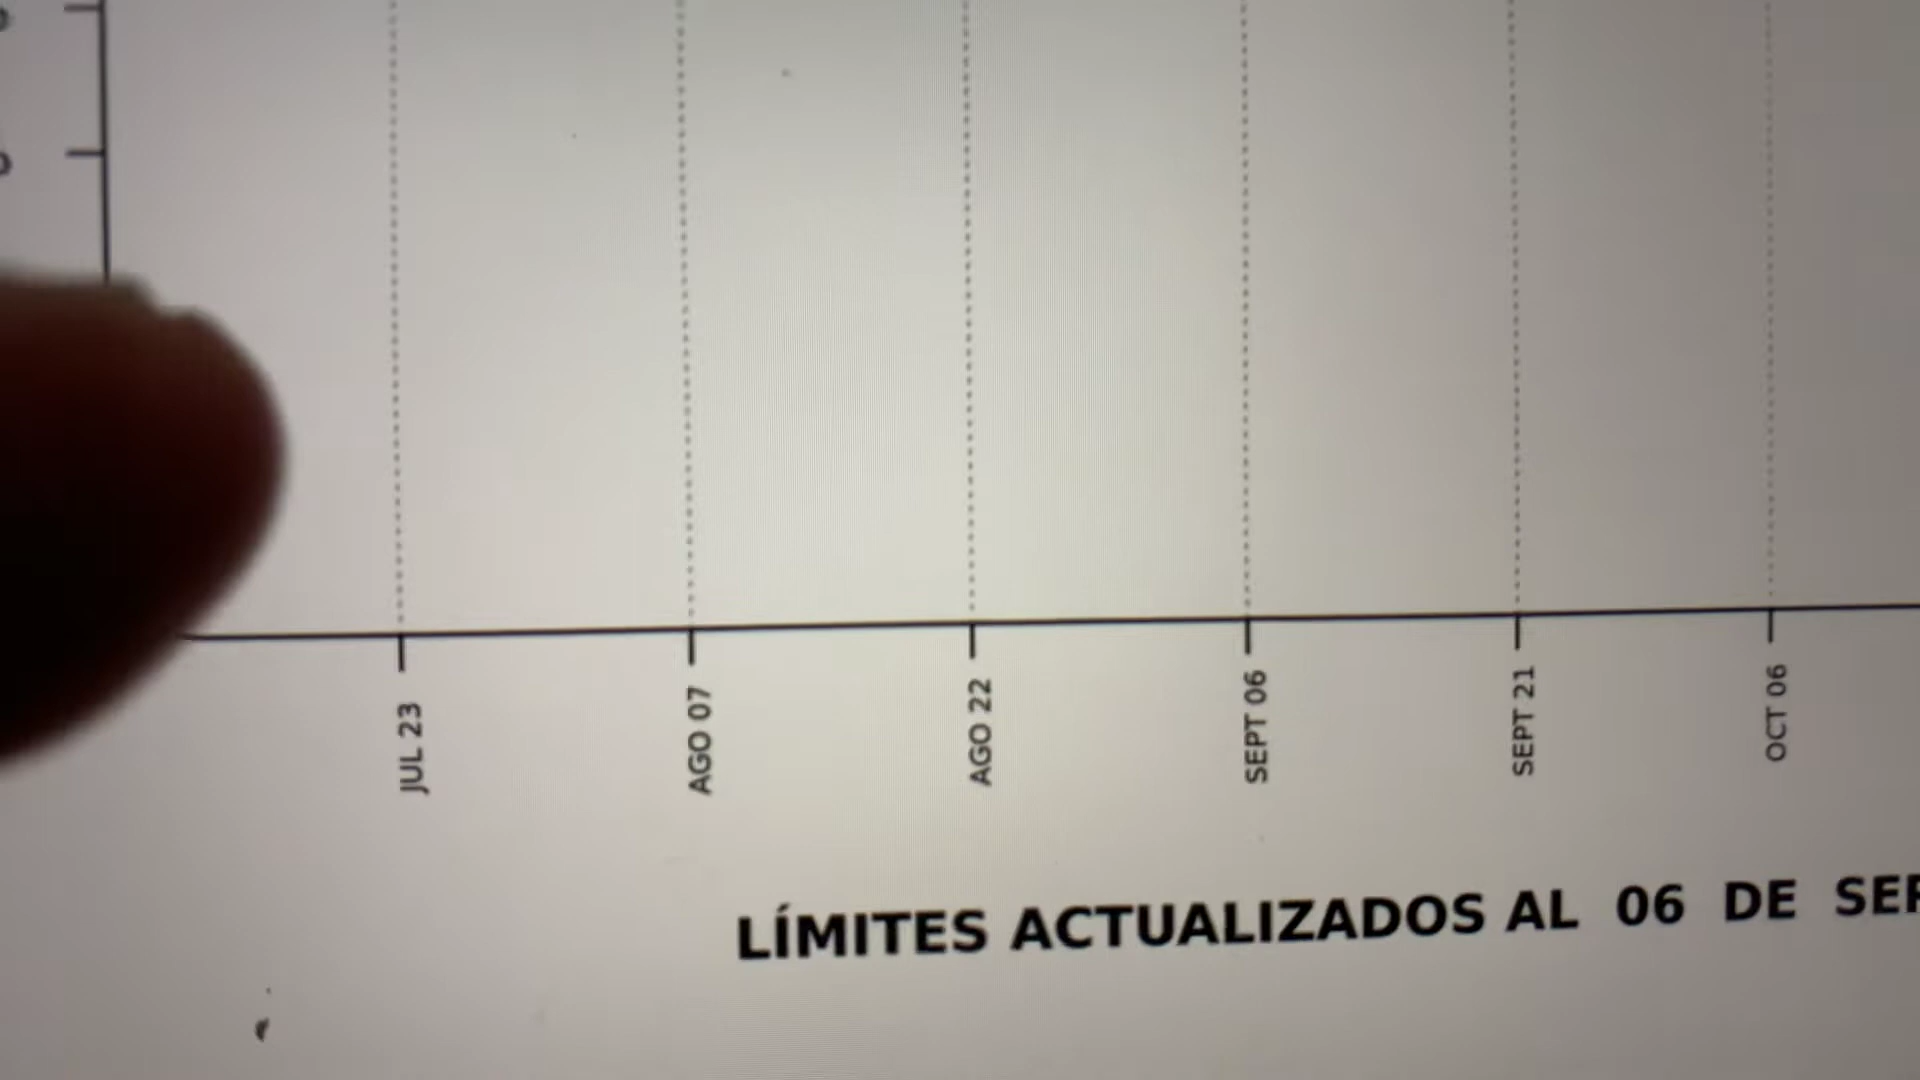 JUL 23
AGO 07
AGO 22
SEPT 06
SEPT 21
OCT 06
LÍMITES ACTUALIZADOS AL 06 DE